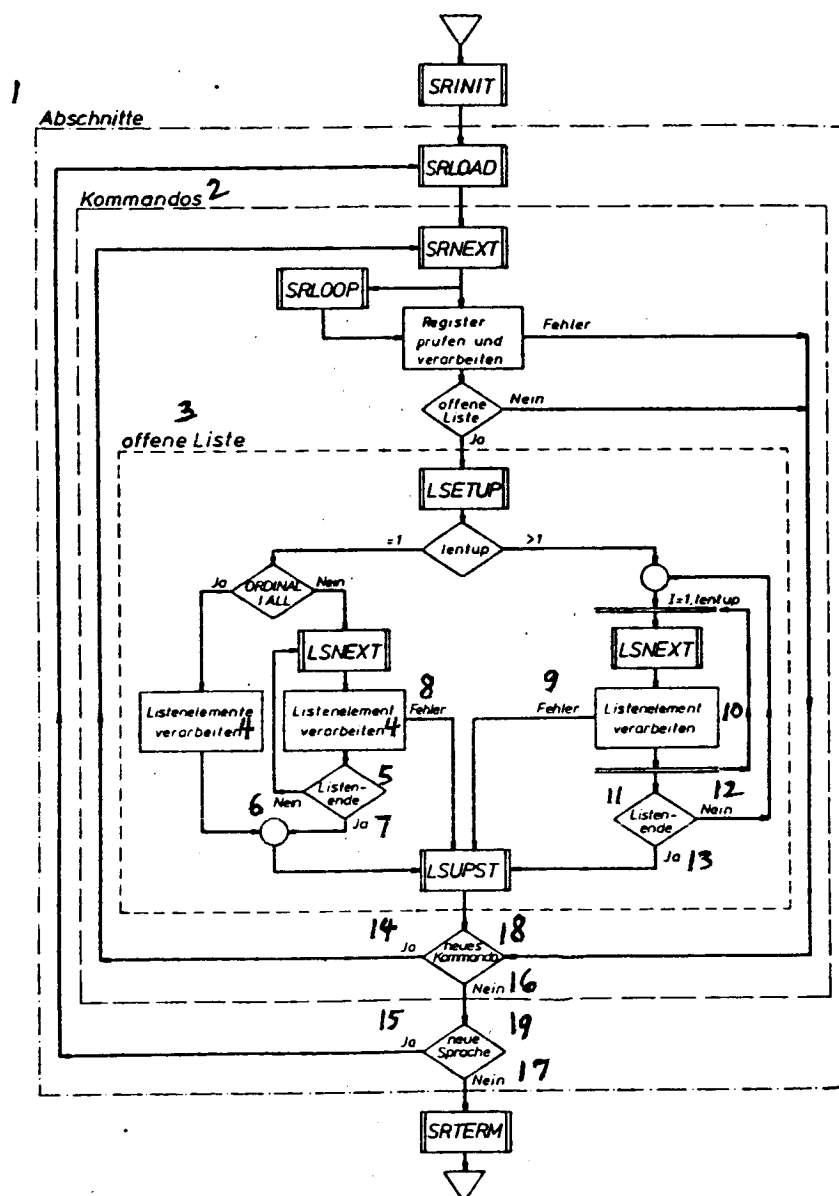 SRINIT
1
Abschnitte
SRLOAD
Kommandos 2
SRNEXT
SRLOOP
Register
prüfen und
verarbeiten
Fehler
offene
Liste
Nein
Ja
3
offene Liste
LSETUP
=1
lentup
>1
Ja
ORDINAL
1 ALL
Nein
I=1, lentup
LSNEXT
LSNEXT
Listenelemente
verarbeiten 4
Listenelement
verarbeiten 4
8
Fehler
9
Fehler
Listenelement
verarbeiten
10
5
Listen-
ende
Nein
6
Ja 7
11
Listen-
ende
12
Nein
Ja 13
LSUPST
14
Ja
neues
Kommando
18
Nein 16
15
Ja
neue
Sprache
19
Nein 17
SRTERM